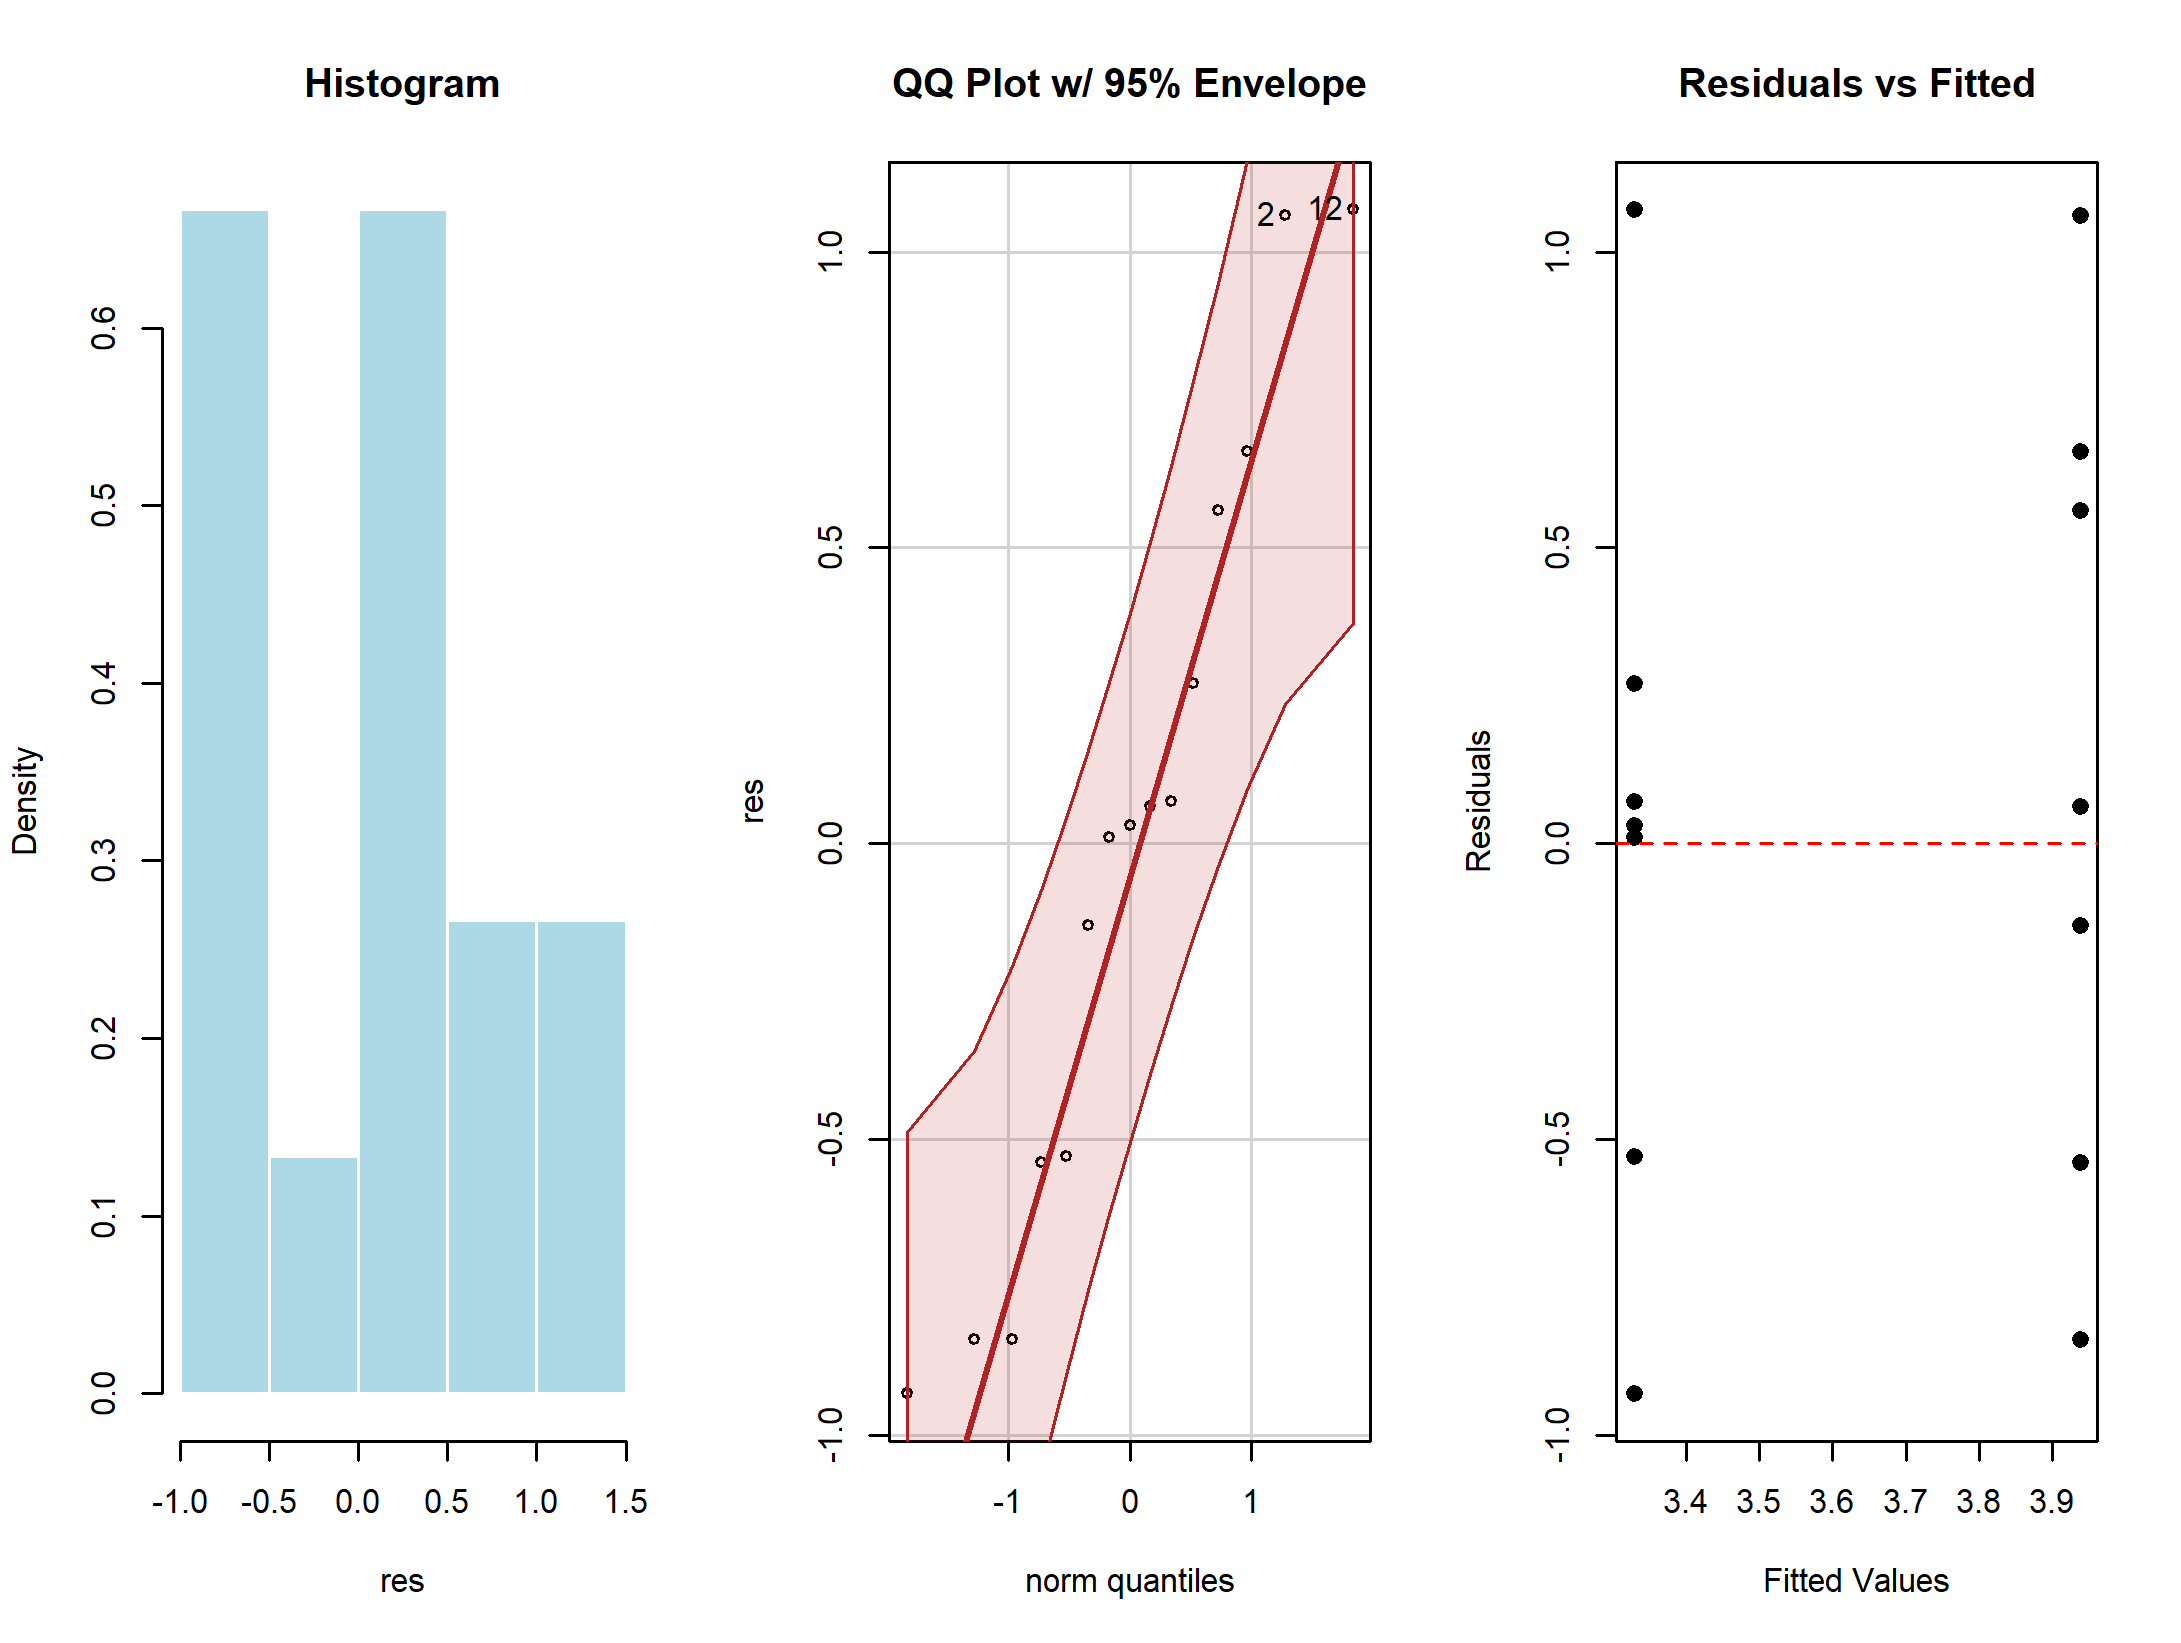 Histogram
Density
0.0 0.1 0.2 0.3 0.4 0.5 0.6
-1.0 -0.5 0.0 0.5 1.0 1.5
res
QQ Plot w/ 95% Envelope
res
-1.0 -0.5 0.0 0.5 1.0
2
12
-1 0 1
norm quantiles
Residuals vs Fitted
Residuals
-1.0 -0.5 0.0 0.5 1.0
3.4 3.5 3.6 3.7 3.8 3.9
Fitted Values